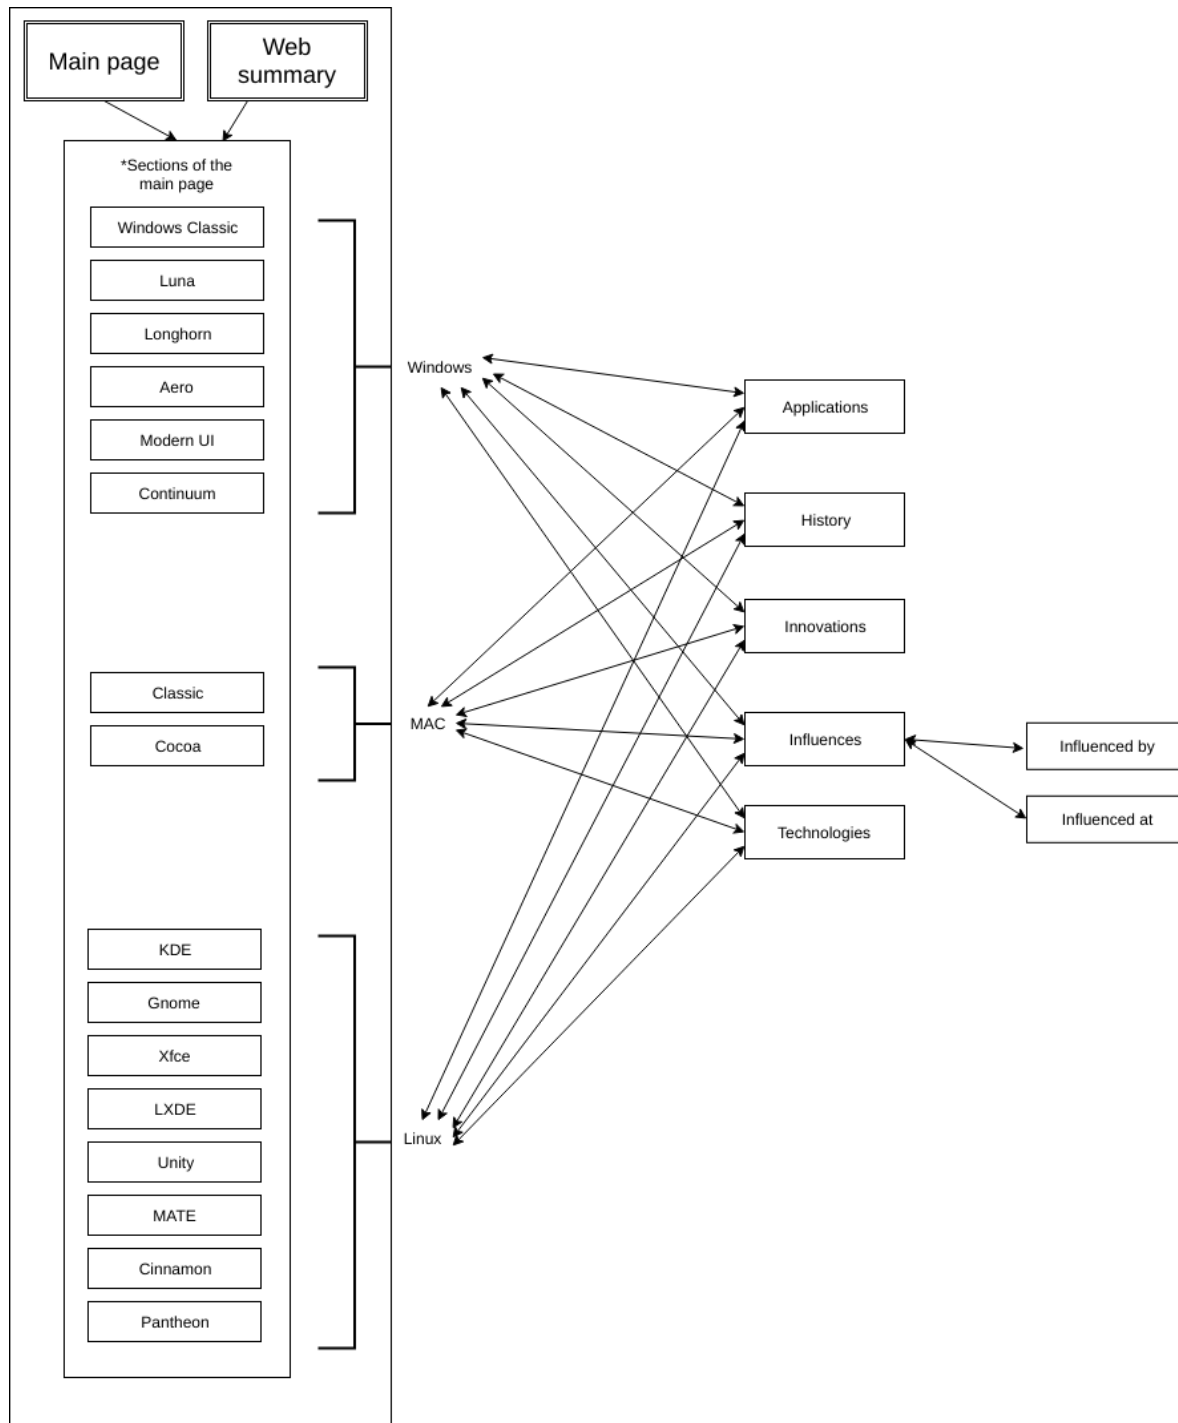 Main page
Web
summary
*Sections of the
main page
Windows Classic
Luna
Longhorn
Aero
Modern UI
Continuum
Classic
Cocoa
KDE
Gnome
Xfce
LXDE
Unity
MATE
Cinnamon
Pantheon
Windows
MAC
Linux
Applications
History
Innovations
Influences
Technologies
Influenced by
Influenced at